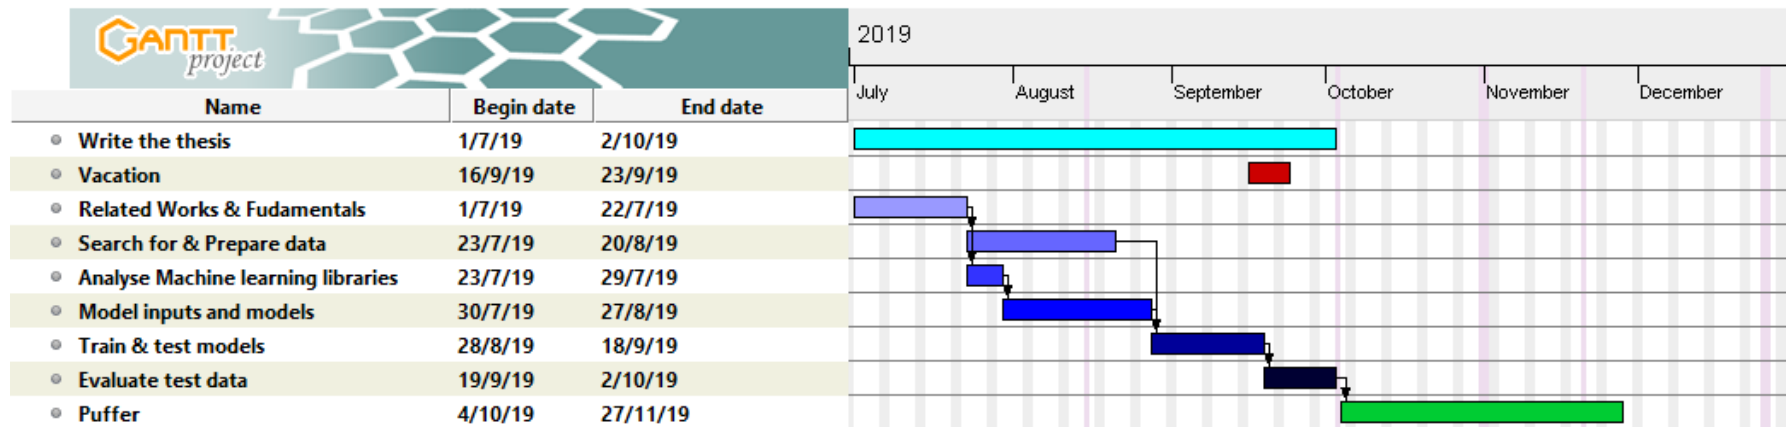 GANTT
project
2019
July August September October November December
Name Begin date End date
Write the thesis 1/7/19 2/10/19
Vacation 16/9/19 23/9/19
Related Works & Fudamentals 1/7/19 22/7/19
Search for & Prepare data 23/7/19 20/8/19
Analyse Machine learning libraries 23/7/19 29/7/19
Model inputs and models 30/7/19 27/8/19
Train & test models 28/8/19 18/9/19
Evaluate test data 19/9/19 2/10/19
Puffer 4/10/19 27/11/19